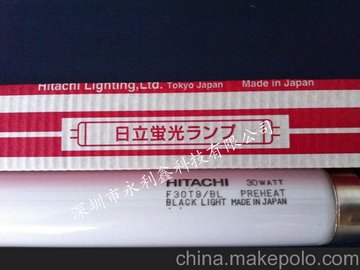 Hitachi Lighting,Ltd. Tokyo Japan Made in Japan
日立蛍光ランプ
深圳市永利鑫科技有限公司
HITACHI 30WATT
F30T9/BL PREHEAT
BLACK LIGHT MADE IN JAPAN
china.makepolo.com